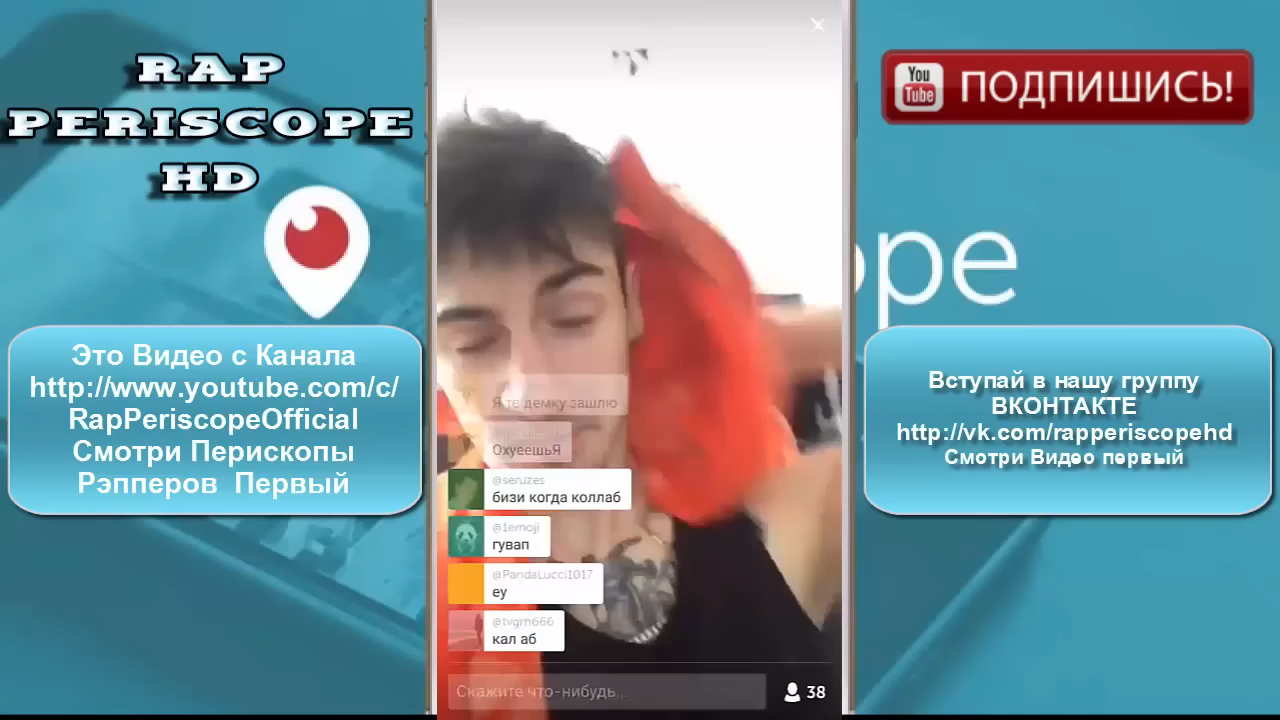 RAP
PERISCOPE
HD
Это Видео с Канала
http://www.youtube.com/c/
RapPeriscopeOfficial
Смотри Перископы
Рэпперов Первый
Я те демку зашлю
ОхуеешьЯ
@seruzes
бизи когда коллаб
@1emoji
гувап
@PandaLucci1017
еу
@tvgrn666
кал аб
Скажите что-нибудь...
38
You
Tube
ПОДПИШИСЬ!
ope
Вступай в нашу группу
ВКОНТАКТЕ
http://vk.com/rapperiscopehd
Смотри Видео первый